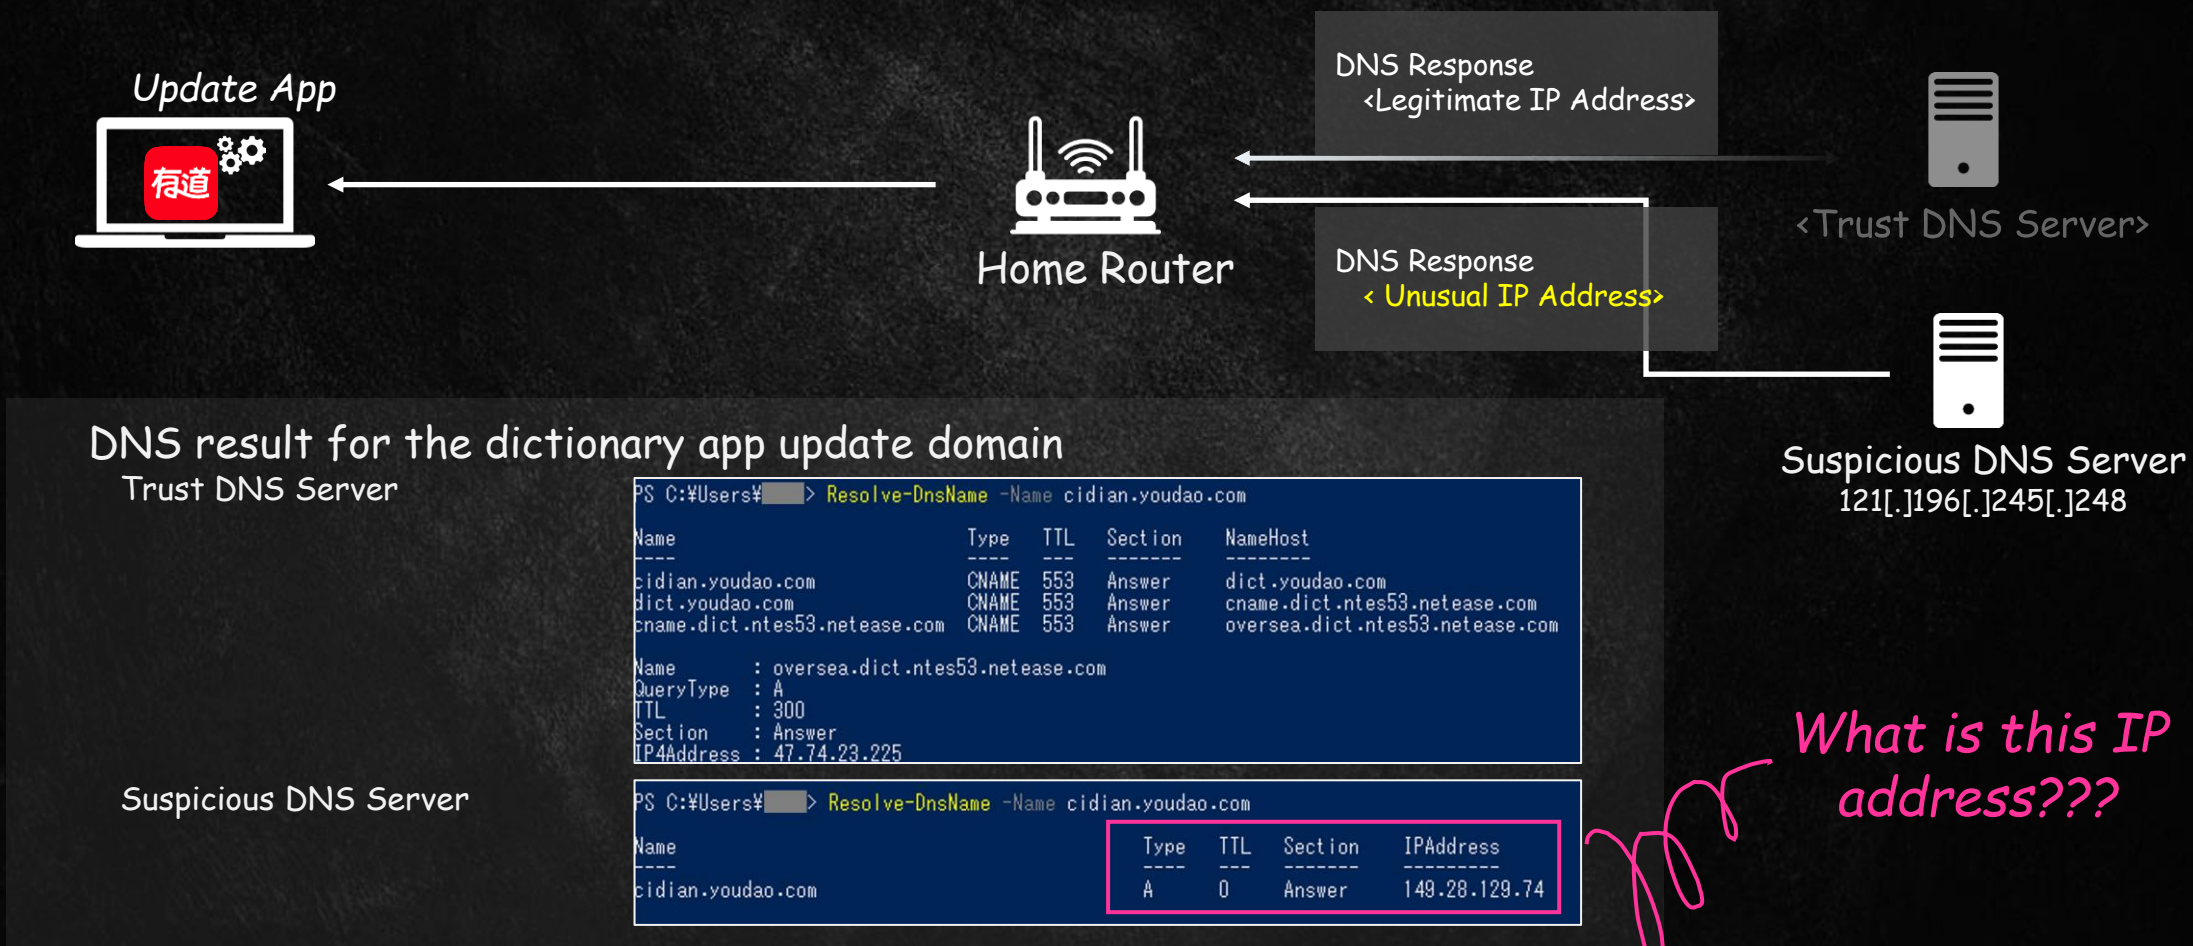 Update App
有道
Home Router
DNS Response
<Legitimate IP Address>
<Trust DNS Server>
DNS Response
< Unusual IP Address>
Suspicious DNS Server
121[.]196[.]245[.]248
DNS result for the dictionary app update domain
Trust DNS Server
PS C:¥Users¥ > Resolve-DnsName -Name cidian.youdao.com
Name Type TTL Section NameHost
---- ---- --- ------- --------
cidian.youdao.com CNAME 553 Answer dict.youdao.com
dict.youdao.com CNAME 553 Answer cname.dict.ntes53.netease.com
cname.dict.ntes53.netease.com CNAME 553 Answer oversea.dict.ntes53.netease.com
Name : oversea.dict.ntes53.netease.com
QueryType : A
TTL : 300
Section : Answer
IP4Address : 47.74.23.225
Suspicious DNS Server
PS C:¥Users¥ > Resolve-DnsName -Name cidian.youdao.com
Name Type TTL Section IPAddress
---- ---- --- ------- ---------
cidian.youdao.com A 0 Answer 149.28.129.74
What is this IP
address???